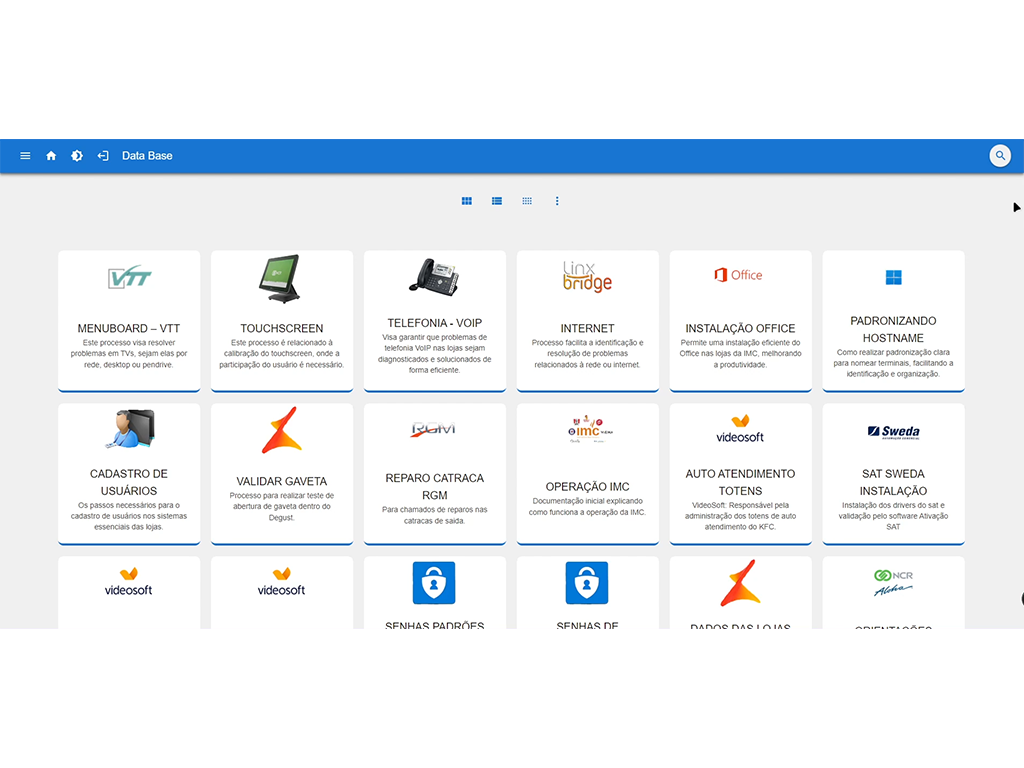 Data Base
VTT
Linx
bridge
Office
MENUBOARD – VTT
Este processo visa resolver
problemas em TVs, sejam elas por
rede, desktop ou pendrive.
TOUCHSCREEN
Este processo é relacionado à
calibração do touchscreen, onde a
participação do usuário é necessário.
TELEFONIA - VOIP
Visa garantir que problemas de
telefonia VoIP nas lojas sejam
diagnosticados e solucionados de
forma eficiente.
INTERNET
Processo facilita a identificação e
resolução de problemas
relacionados à rede ou internet.
INSTALAÇÃO OFFICE
Permite uma instalação eficiente do
Office nas lojas da IMC, melhorando
a produtividade.
PADRONIZANDO
HOSTNAME
Como realizar padronização clara
para nomear terminais, facilitando a
identificação e organização.
RGM
IMC
videosoft
Sweda
CADASTRO DE
USUÁRIOS
Os passos necessários para o
cadastro de usuários nos sistemas
essenciais das lojas.
VALIDAR GAVETA
Processo para realizar teste de
abertura de gaveta dentro do
Degust.
REPARO CATRACA
RGM
Para chamados de reparos nas
catracas de saida.
OPERAÇÃO IMC
Documentação inicial explicando
como funciona a operação da IMC.
AUTO ATENDIMENTO
TOTENS
VideoSoft: Responsável pela
administração dos totens de auto
atendimento do KFC.
SAT SWEDA
INSTALAÇÃO
Instalação dos drivers do sat e
validação pelo software Ativação
SAT
videosoft
videosoft
SENHAS PADRÕES
SENHAS DE
DADOS DAS LOJAS
NCR
Aloha
ORIENTAÇÕES